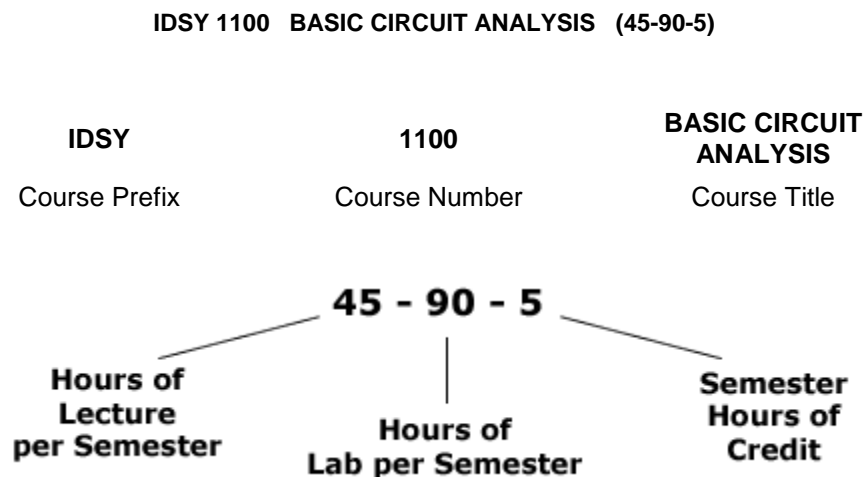 IDSY 1100 BASIC CIRCUIT ANALYSIS (45-90-5)
IDSY 1100 BASIC CIRCUIT
ANALYSIS
Course Prefix Course Number Course Title
45 - 90 - 5
Hours of
Lecture
per Semester
Hours of
Lab per Semester
Semester
Hours of
Credit